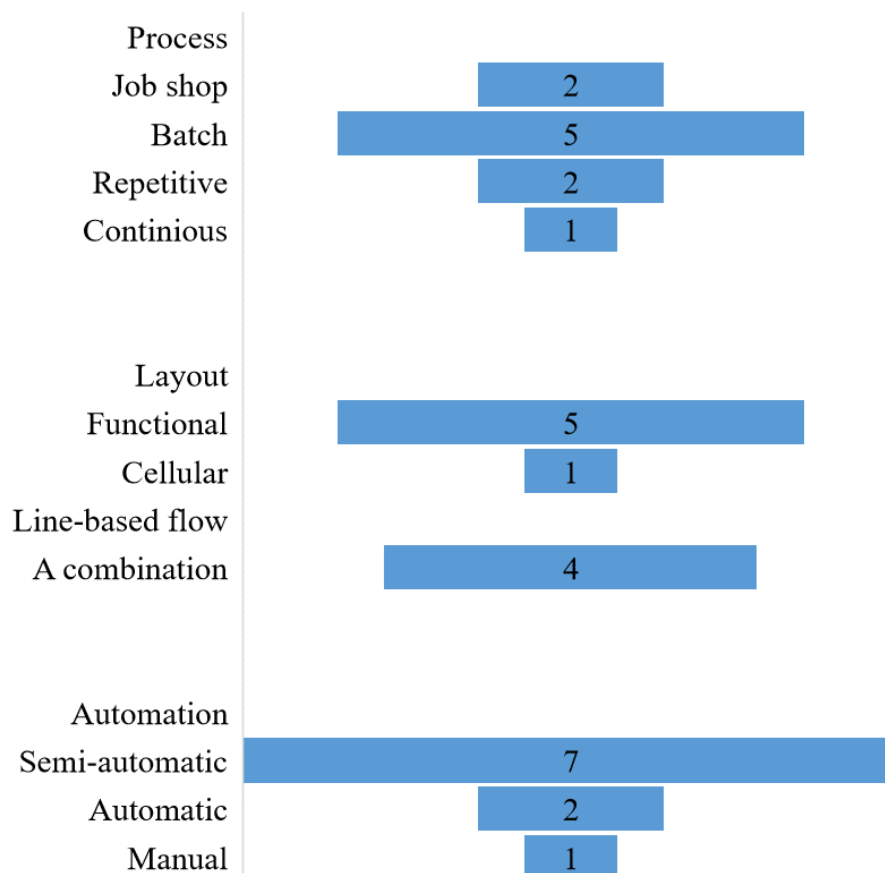 Process
Job shop 2
Batch 5
Repetitive 2
Continious 1
Layout
Functional 5
Cellular 1
Line-based flow
A combination 4
Automation
Semi-automatic 7
Automatic 2
Manual 1